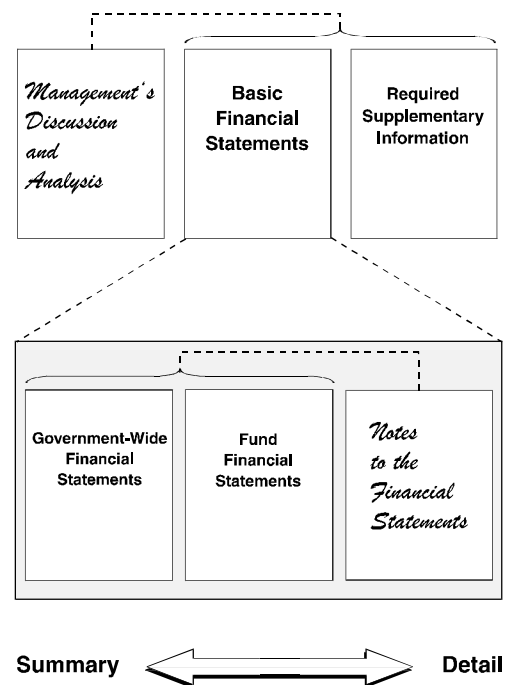 Management's
Discussion
and
Analysis
Basic
Financial
Statements
Required
Supplementary
Information
Government-Wide
Financial
Statements
Fund
Financial
Statements
Notes
to the
Financial
Statements
Summary
Detail